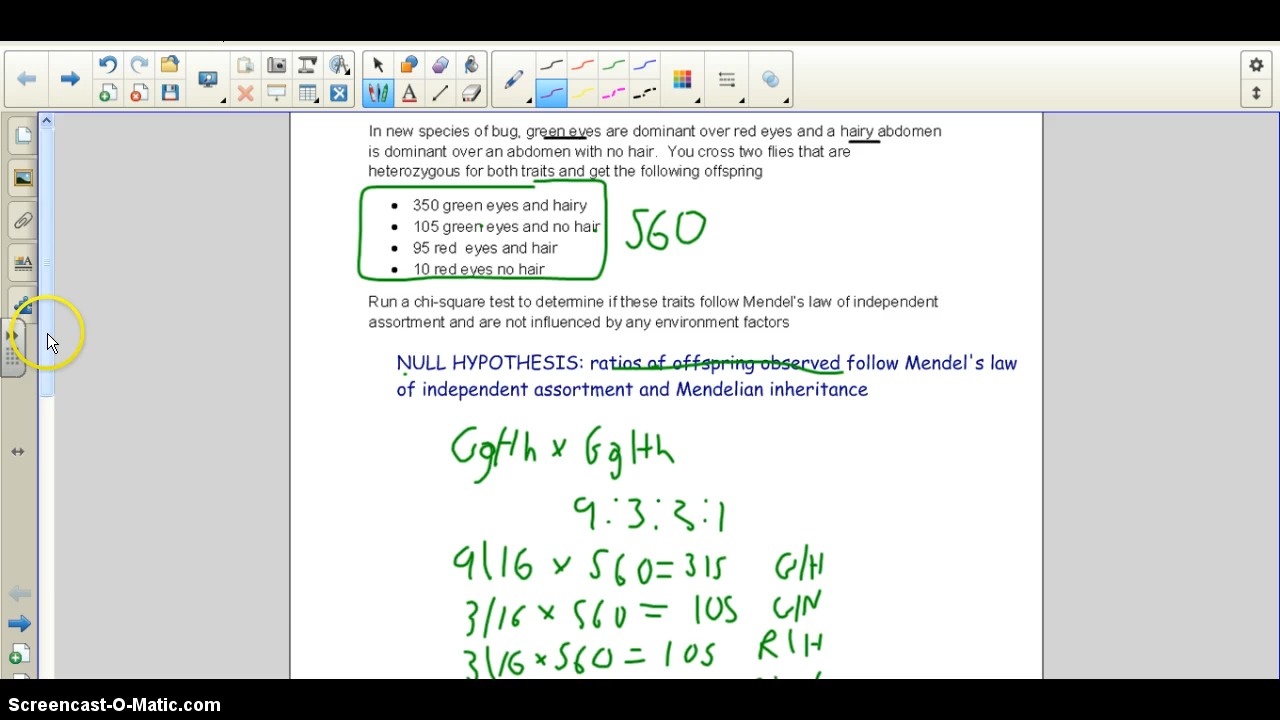 In new species of bug, green eyes are dominant over red eyes and a hairy abdomen
is dominant over an abdomen with no hair. You cross two flies that are
heterozygous for both traits and get the following offspring
• 350 green eyes and hairy
• 105 green eyes and no hair
• 95 red eyes and hair
• 10 red eyes no hair
560
Run a chi-square test to determine if these traits follow Mendel's law of independent
assortment and are not influenced by any environment factors
NULL HYPOTHESIS: ratios of offspring observed follow Mendel's law
of independent assortment and Mendelian inheritance
GgHh x GgHh
9:3:3:1
9/16 x 560 = 315 G/H
3/16 x 560 = 105 G/N
3/16 x 560 = 105 R/H
Screencast-O-Matic.com